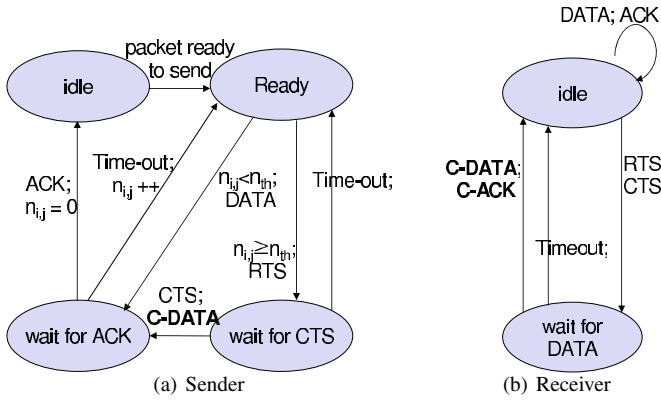 packet ready
to send
idle
Ready
ACK;
n_{i,j} = 0
Time-out;
n_{i,j} ++
n_{i,j}<n_{th};
DATA
n_{i,j}≥n_{th};
RTS
Time-out;
CTS;
C-DATA
wait for ACK
wait for CTS
(a) Sender
DATA; ACK
idle
C-DATA;
C-ACK
RTS
CTS
Timeout;
wait for
DATA
(b) Receiver